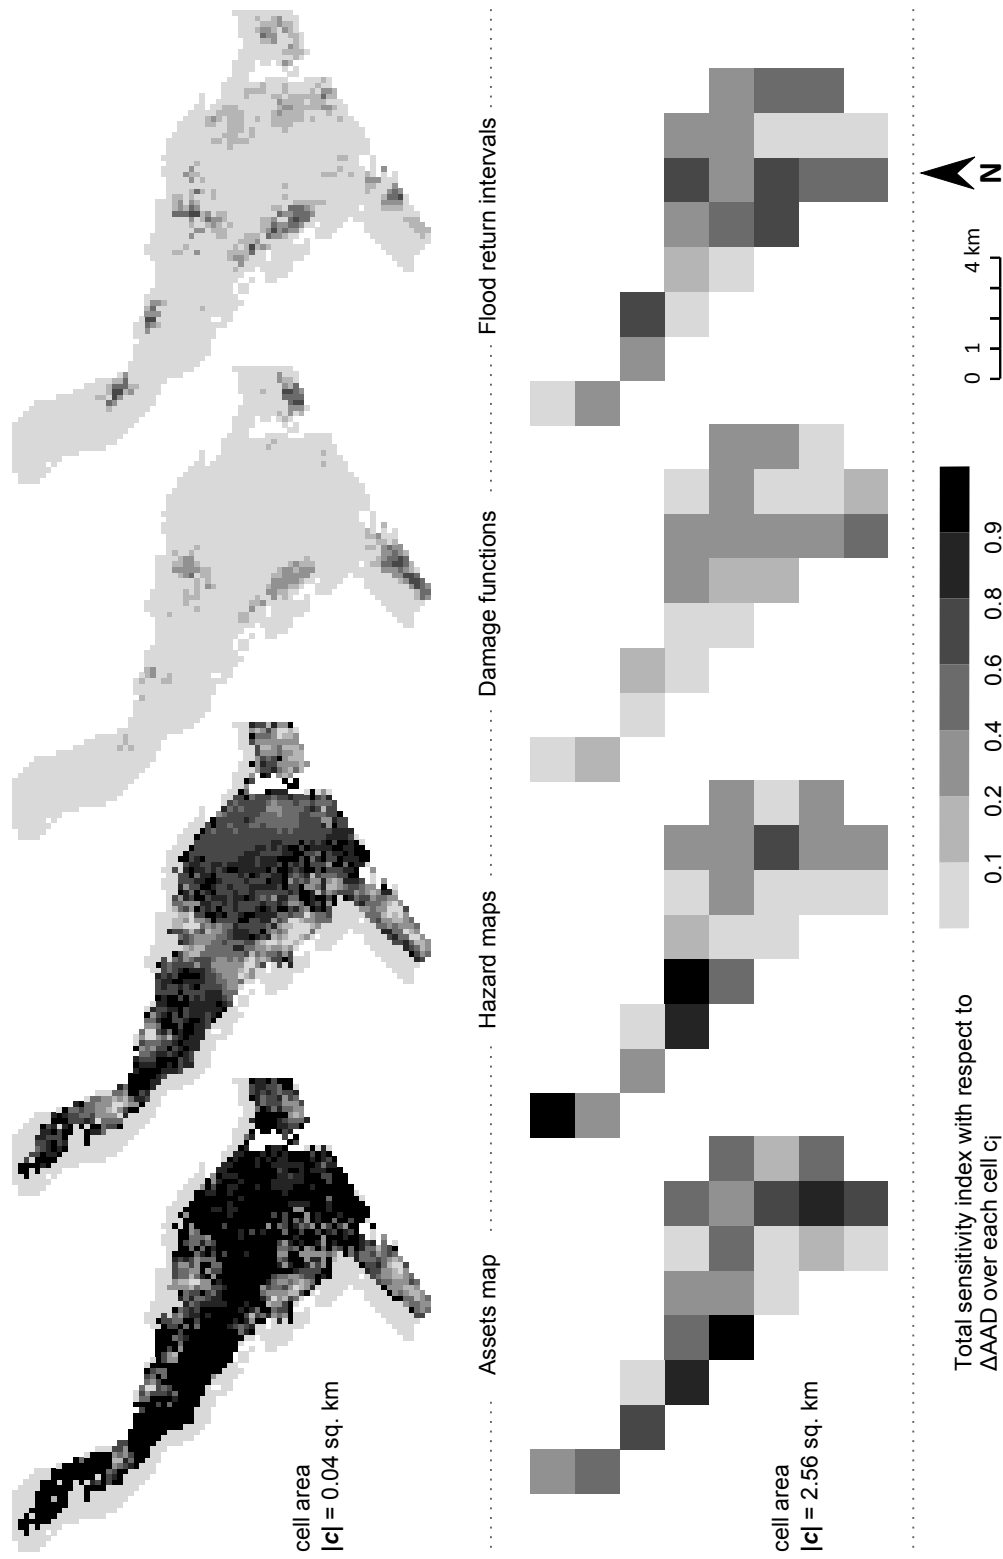 cell area
|c| = 0.04 sq. km
Assets map
Hazard maps
Damage functions
Flood return intervals
cell area
|c| = 2.56 sq. km
Total sensitivity index with respect to
ΔAAD over each cell ci
0.1 0.2 0.4 0.6 0.8 0.9
0 1 4 km
N